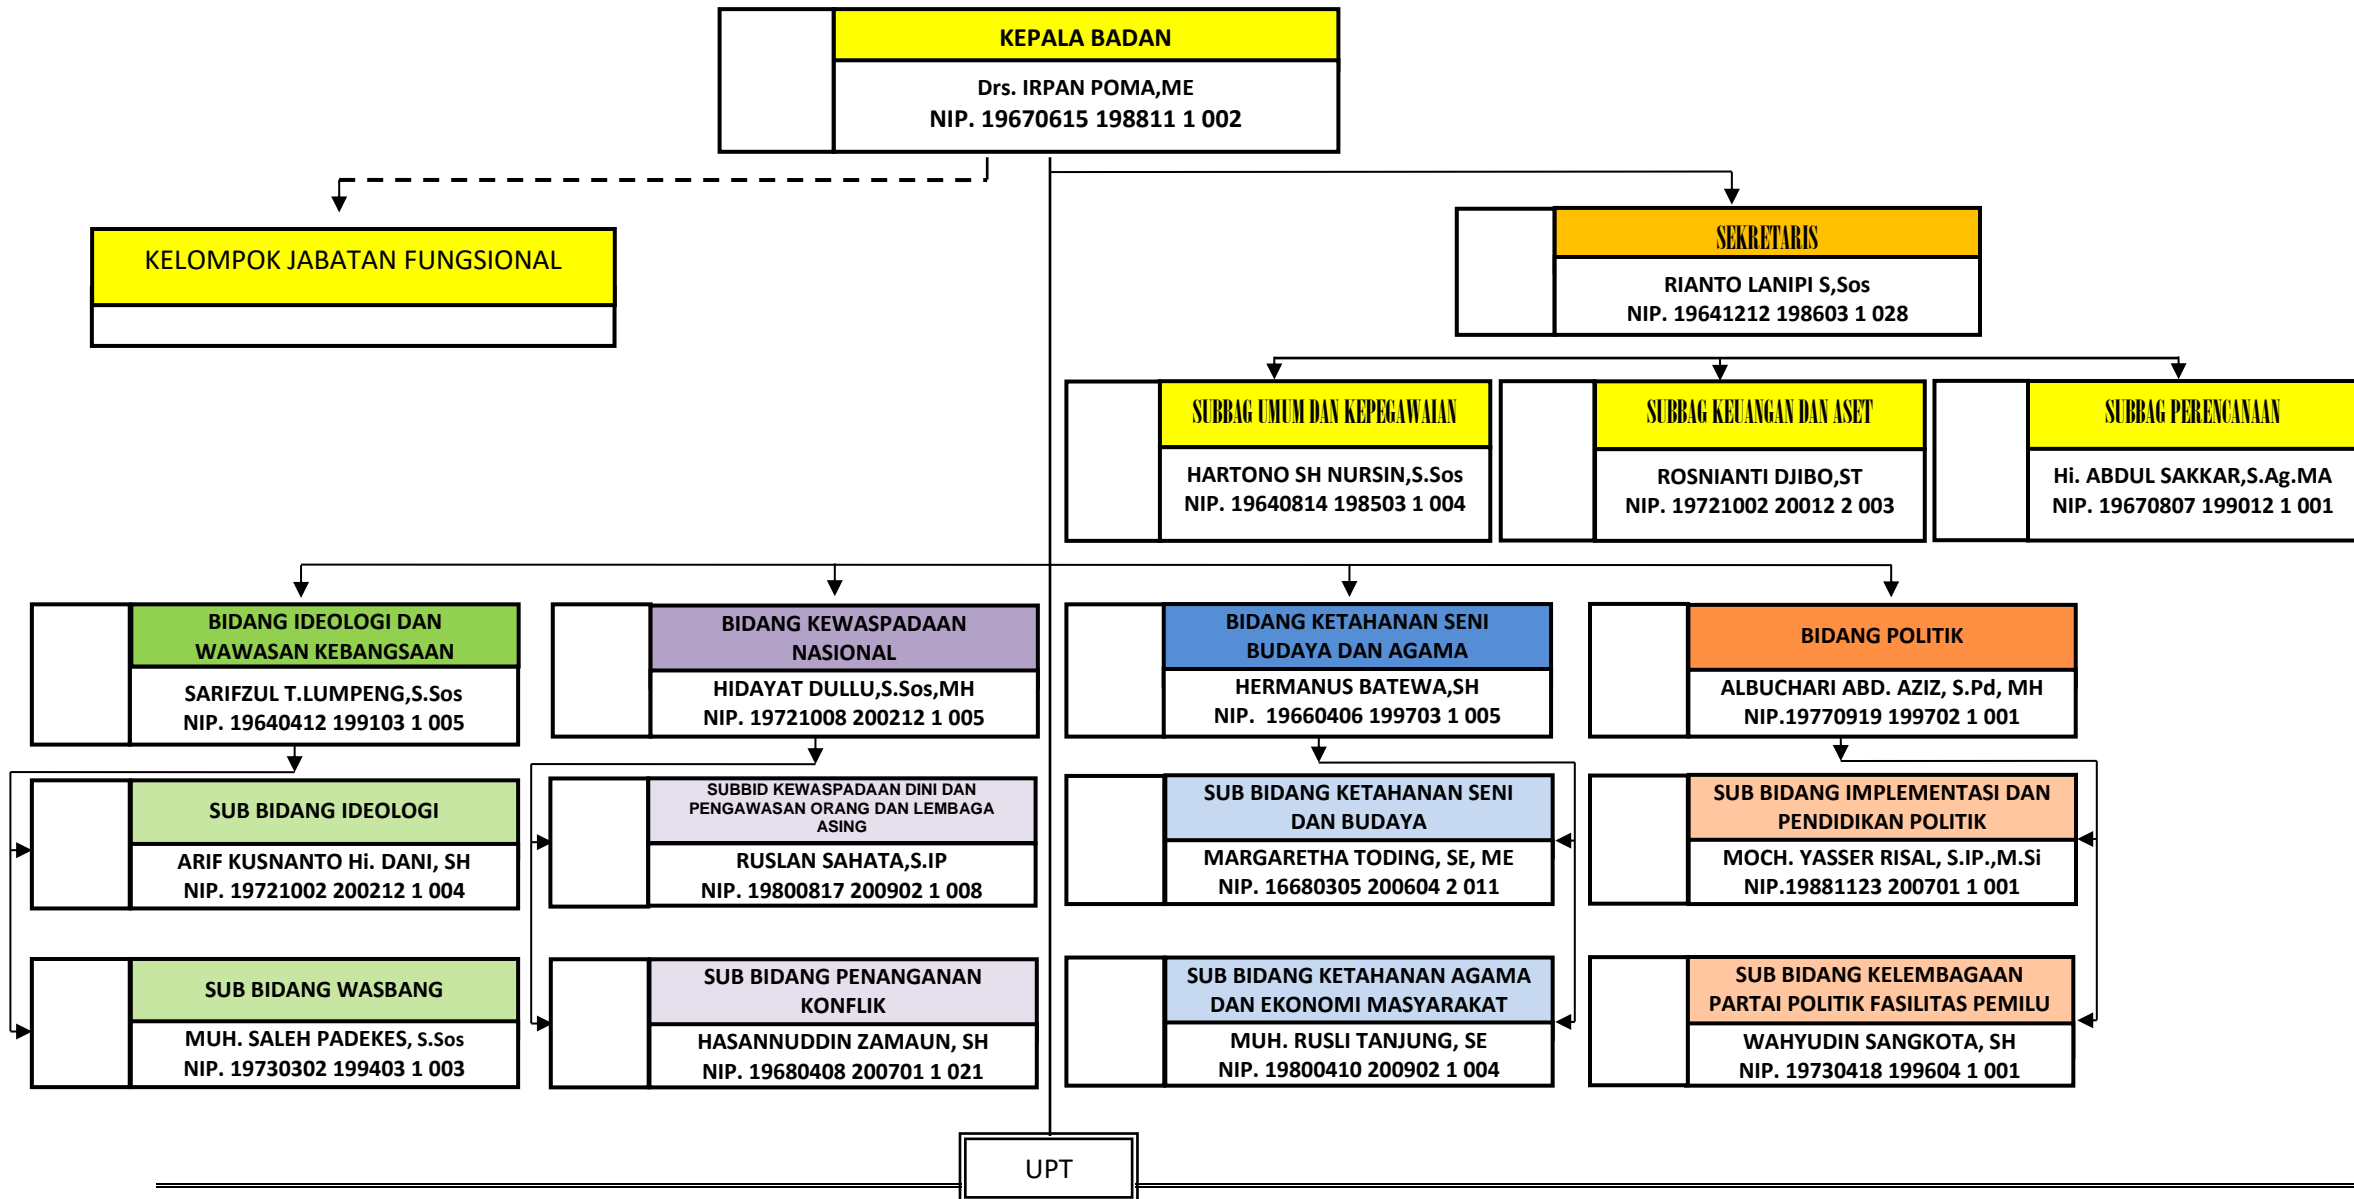 KEPALA BADAN
Drs. IRPAN POMA,ME
NIP. 19670615 198811 1 002
KELOMPOK JABATAN FUNGSIONAL
SEKRETARIS
RIANTO LANIPI S,Sos
NIP. 19641212 198603 1 028
SUBBAG UMUM DAN KEPEGAWAIAN
HARTONO SH NURSIN,S.Sos
NIP. 19640814 198503 1 004
SUBBAG KEUANGAN DAN ASET
ROSNIANTI DJIBO,ST
NIP. 19721002 20012 2 003
SUBBAG PERENCANAAN
Hi. ABDUL SAKKAR,S.Ag.MA
NIP. 19670807 199012 1 001
BIDANG IDEOLOGI DAN
WAWASAN KEBANGSAAN
SARIFZUL T.LUMPENG,S.Sos
NIP. 19640412 199103 1 005
BIDANG KEWASPADAAN
NASIONAL
HIDAYAT DULLU,S.Sos,MH
NIP. 19721008 200212 1 005
BIDANG KETAHANAN SENI
BUDAYA DAN AGAMA
HERMANUS BATEWA,SH
NIP. 19660406 199703 1 005
BIDANG POLITIK
ALBUCHARI ABD. AZIZ, S.Pd, MH
NIP.19770919 199702 1 001
SUB BIDANG IDEOLOGI
ARIF KUSNANTO Hi. DANI, SH
NIP. 19721002 200212 1 004
SUBBID KEWASPADAAN DINI DAN
PENGAWASAN ORANG DAN LEMBAGA
ASING
RUSLAN SAHATA,S.IP
NIP. 19800817 200902 1 008
SUB BIDANG KETAHANAN SENI
DAN BUDAYA
MARGARETHA TODING, SE, ME
NIP. 16680305 200604 2 011
SUB BIDANG IMPLEMENTASI DAN
PENDIDIKAN POLITIK
MOCH. YASSER RISAL, S.IP.,M.Si
NIP.19881123 200701 1 001
SUB BIDANG WASBANG
MUH. SALEH PADEKES, S.Sos
NIP. 19730302 199403 1 003
SUB BIDANG PENANGANAN
KONFLIK
HASANNUDDIN ZAMAUN, SH
NIP. 19680408 200701 1 021
SUB BIDANG KETAHANAN AGAMA
DAN EKONOMI MASYARAKAT
MUH. RUSLI TANJUNG, SE
NIP. 19800410 200902 1 004
SUB BIDANG KELEMBAGAAN
PARTAI POLITIK FASILITAS PEMILU
WAHYUDIN SANGKOTA, SH
NIP. 19730418 199604 1 001
UPT